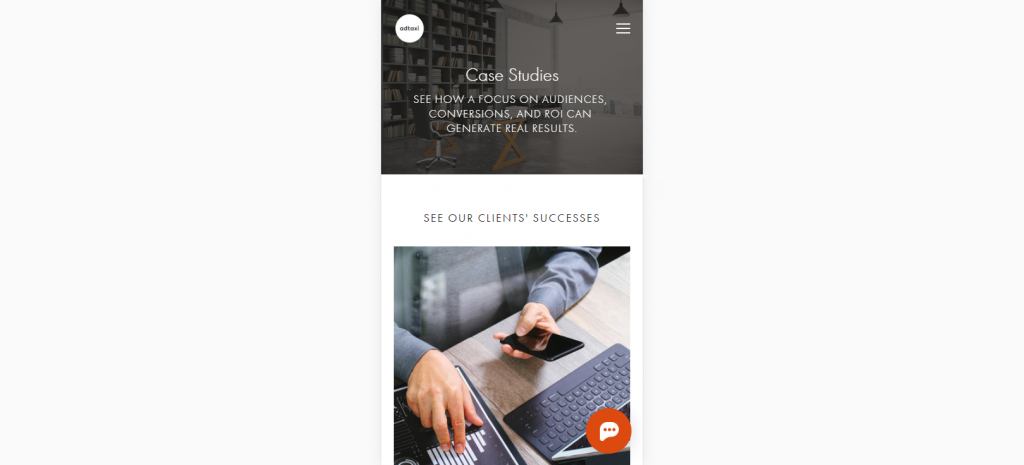 adtaxi
Case Studies
SEE HOW A FOCUS ON AUDIENCES,
CONVERSIONS, AND ROI CAN
GENERATE REAL RESULTS.
SEE OUR CLIENTS' SUCCESSES